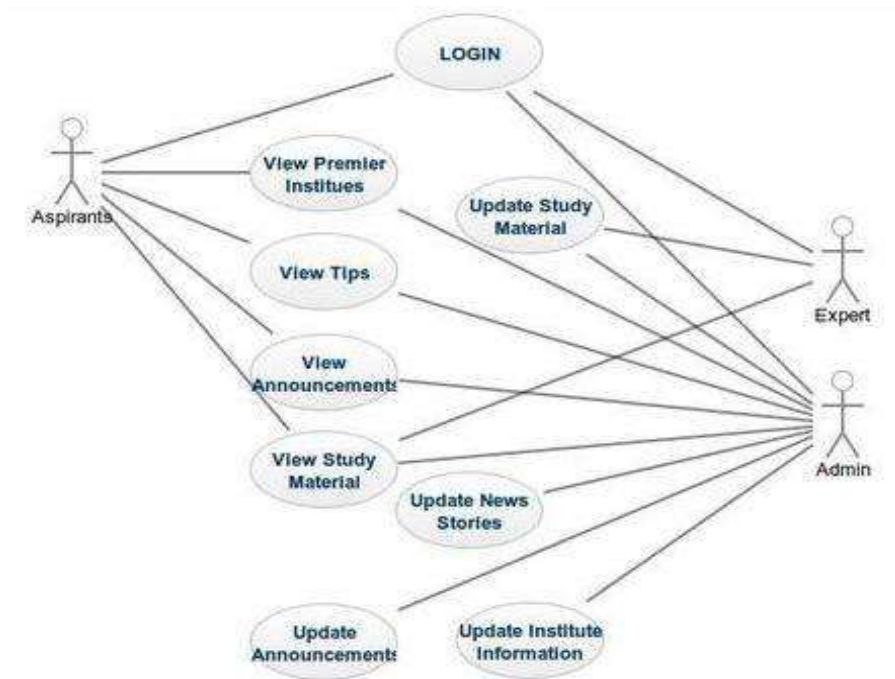 LOGIN
View Premier
Institues
Aspirants
Update Study
Material
View Tips
Expert
View
Announcements
View Study
Material
Admin
Update News
Stories
Update
Announcements
Update Institute
Information